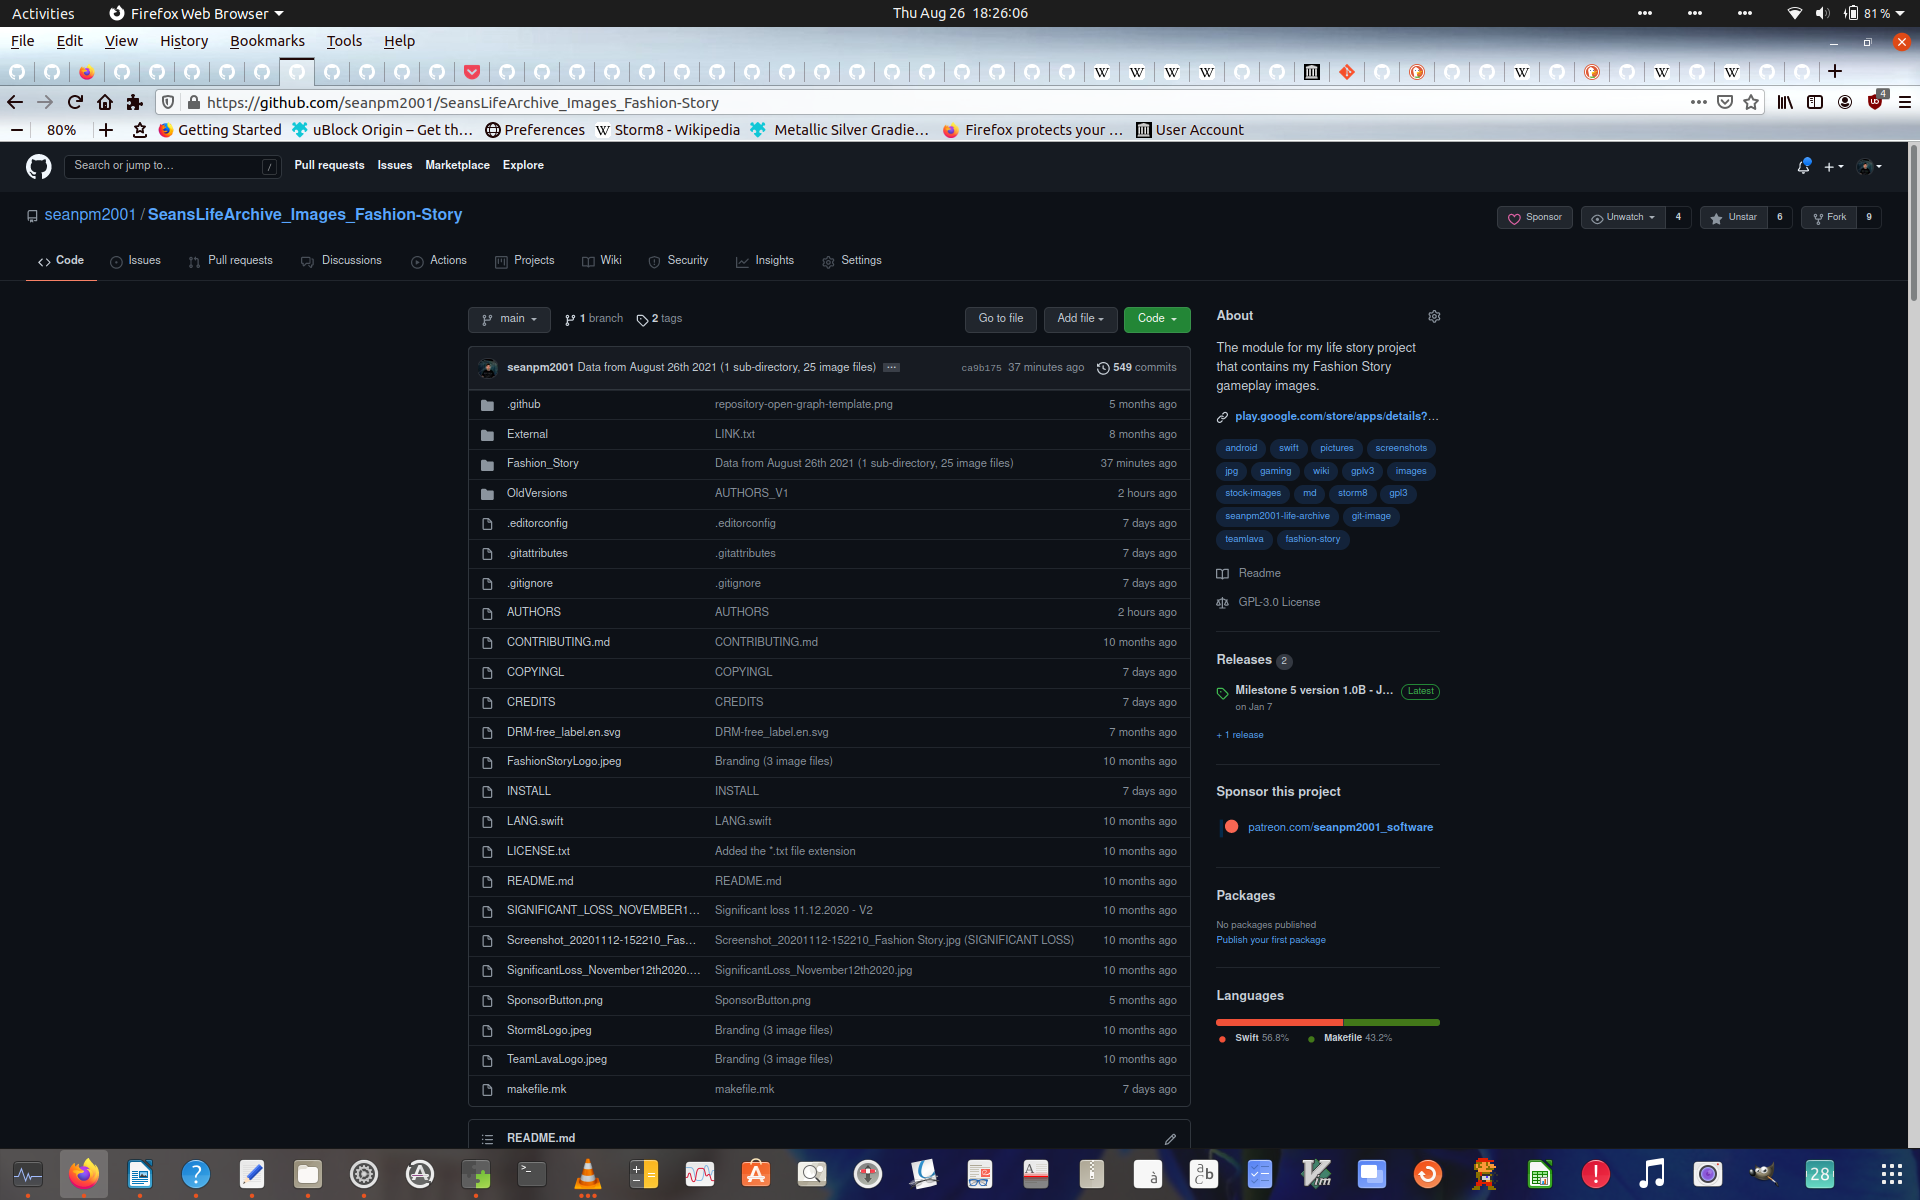 Activities Firefox Web Browser Thu Aug 26 18:26:06 81 %
File Edit View History Bookmarks Tools Help
https://github.com/seanpm2001/SeansLifeArchive_Images_Fashion-Story 4
80% Getting Started uBlock Origin – Get th… Preferences Storm8 - Wikipedia Metallic Silver Gradie… Firefox protects your … User Account
Search or jump to… / Pull requests Issues Marketplace Explore
seanpm2001 / SeansLifeArchive_Images_Fashion-Story Sponsor Unwatch 4 Unstar 6 Fork 9
Code Issues Pull requests Discussions Actions Projects Wiki Security Insights Settings
main 1 branch 2 tags Go to file Add file Code
seanpm2001 Data from August 26th 2021 (1 sub-directory, 25 image files) ca9b175 37 minutes ago 549 commits
.github repository-open-graph-template.png 5 months ago
External LINK.txt 8 months ago
Fashion_Story Data from August 26th 2021 (1 sub-directory, 25 image files) 37 minutes ago
OldVersions AUTHORS_V1 2 hours ago
.editorconfig .editorconfig 7 days ago
.gitattributes .gitattributes 7 days ago
.gitignore .gitignore 7 days ago
AUTHORS AUTHORS 2 hours ago
CONTRIBUTING.md CONTRIBUTING.md 10 months ago
COPYINGL COPYINGL 7 days ago
CREDITS CREDITS 7 days ago
DRM-free_label.en.svg DRM-free_label.en.svg 7 months ago
FashionStoryLogo.jpeg Branding (3 image files) 10 months ago
INSTALL INSTALL 7 days ago
LANG.swift LANG.swift 10 months ago
LICENSE.txt Added the *.txt file extension 10 months ago
README.md README.md 10 months ago
SIGNIFICANT_LOSS_NOVEMBER1… Significant loss 11.12.2020 - V2 10 months ago
Screenshot_20201112-152210_Fas… Screenshot_20201112-152210_Fashion Story.jpg (SIGNIFICANT LOSS) 10 months ago
SignificantLoss_November12th2020.… SignificantLoss_November12th2020.jpg 10 months ago
SponsorButton.png SponsorButton.png 5 months ago
Storm8Logo.jpeg Branding (3 image files) 10 months ago
TeamLavaLogo.jpeg Branding (3 image files) 10 months ago
makefile.mk makefile.mk 7 days ago
README.md
About
The module for my life story project
that contains my Fashion Story
gameplay images.
play.google.com/store/apps/details?…
android swift pictures screenshots
jpg gaming wiki gplv3 images
stock-images md storm8 gpl3
seanpm2001-life-archive git-image
teamlava fashion-story
Readme
GPL-3.0 License
Releases 2
Milestone 5 version 1.0B - J… Latest
on Jan 7
+ 1 release
Sponsor this project
patreon.com/seanpm2001_software
Packages
No packages published
Publish your first package
Languages
Swift 56.8% Makefile 43.2%
28